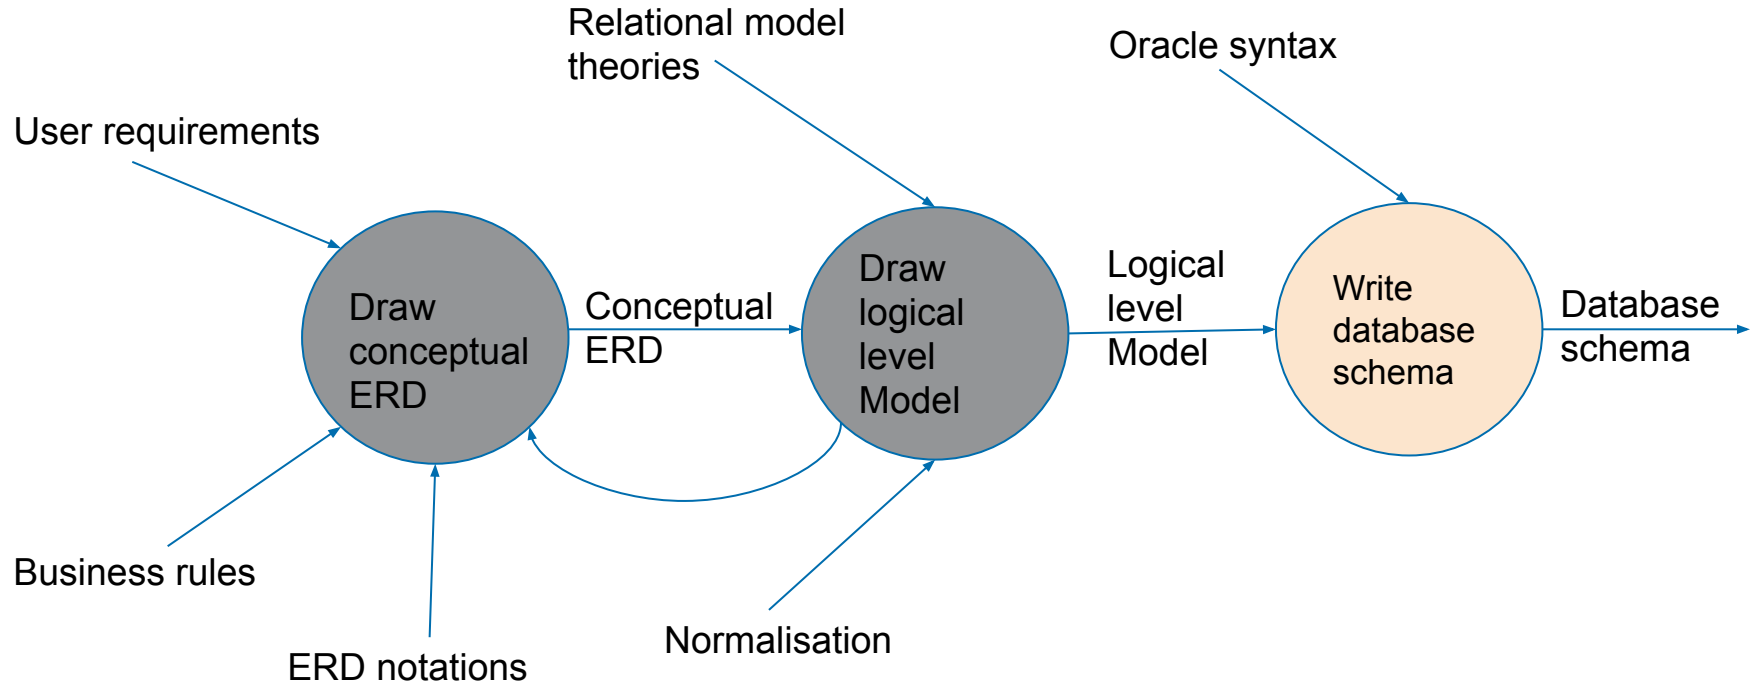 Relational model
theories
Oracle syntax
User requirements
Draw
conceptual
ERD
Conceptual
ERD
Draw
logical
level
Model
Logical
level
Model
Write
database
schema
Database
schema
Business rules
ERD notations
Normalisation